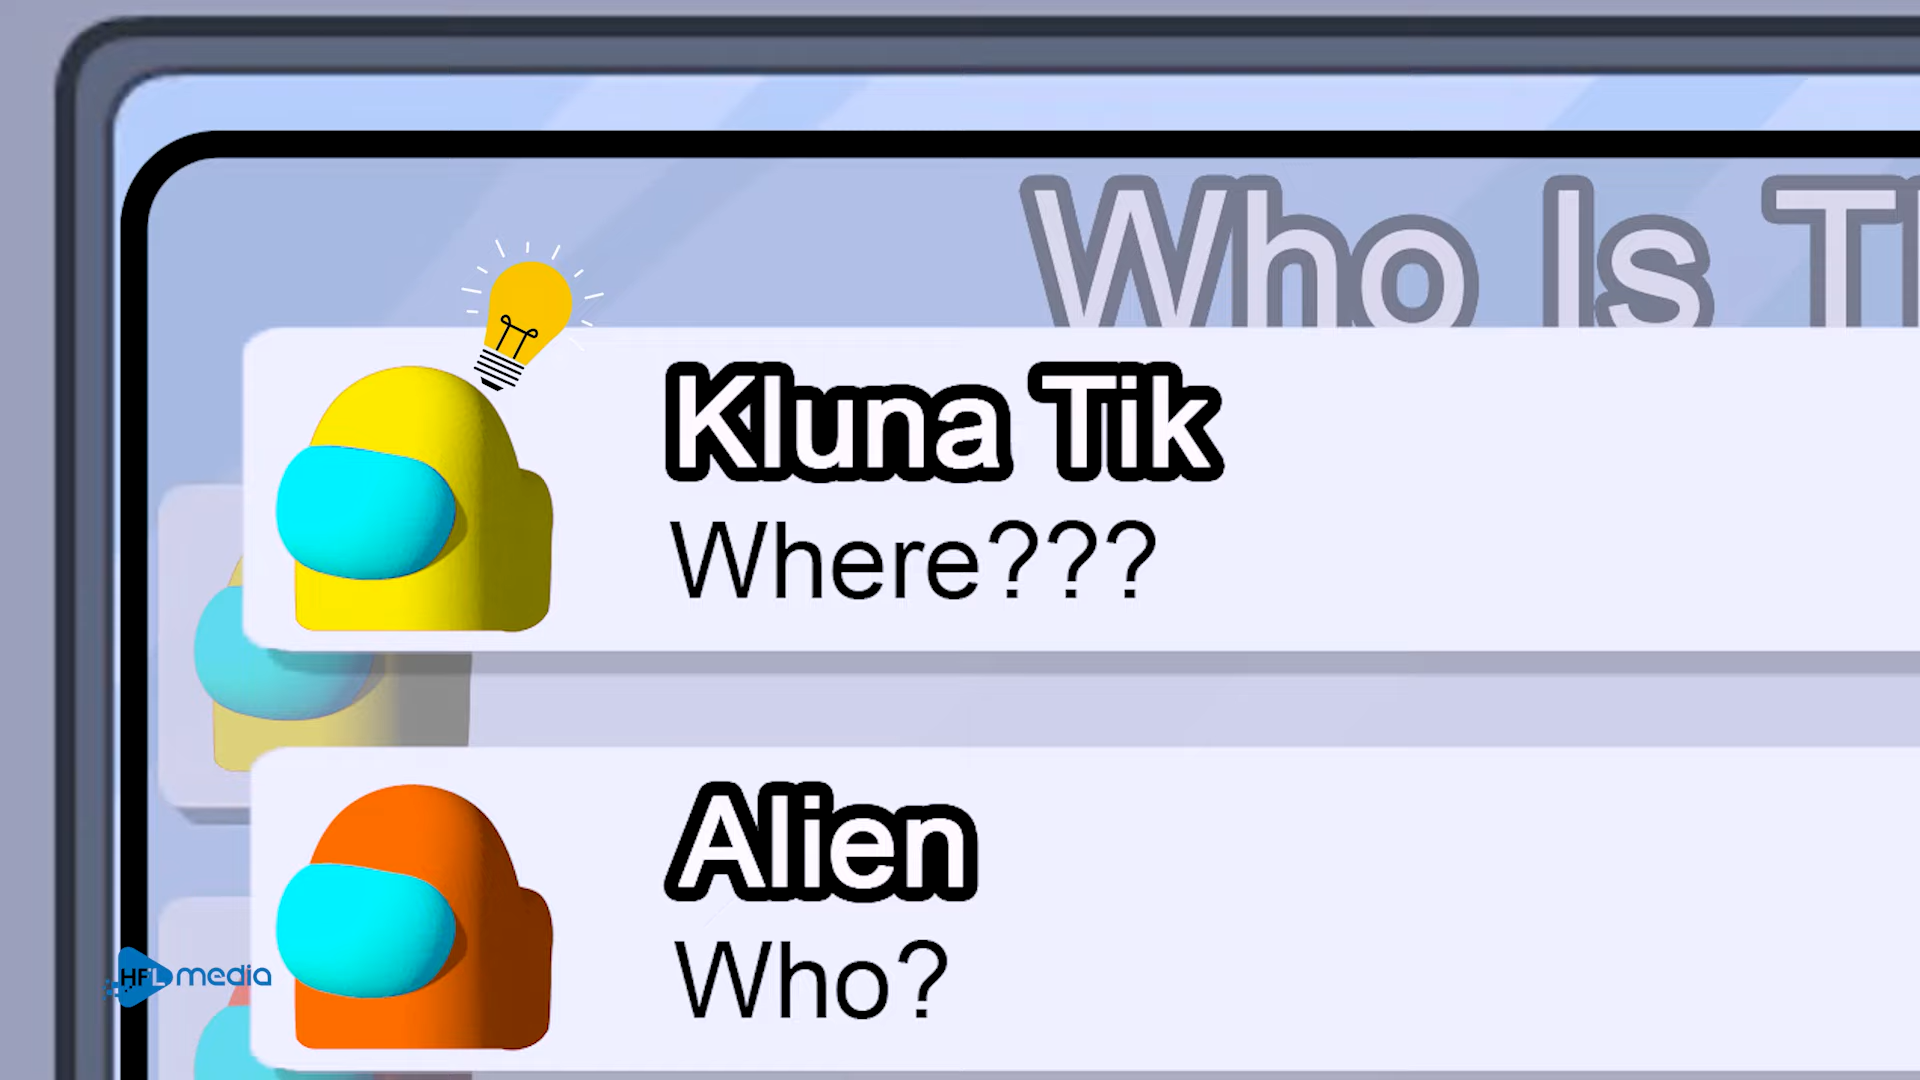 Who Is
Kluna Tik
Where???
Alien
Who?
HFL media